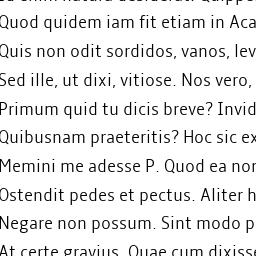 Quod quidem iam fit etiam in Aca
Quis non odit sordidos, vanos, lev
Sed ille, ut dixi, vitiose. Nos vero,
Primum quid tu dicis breve? Invid
Quibusnam praeteritis? Hoc sic ex
Memini me adesse P. Quod ea non
Ostendit pedes et pectus. Aliter h
Negare non possum. Sint modo p
At certe gravius. Quae cum dixisse